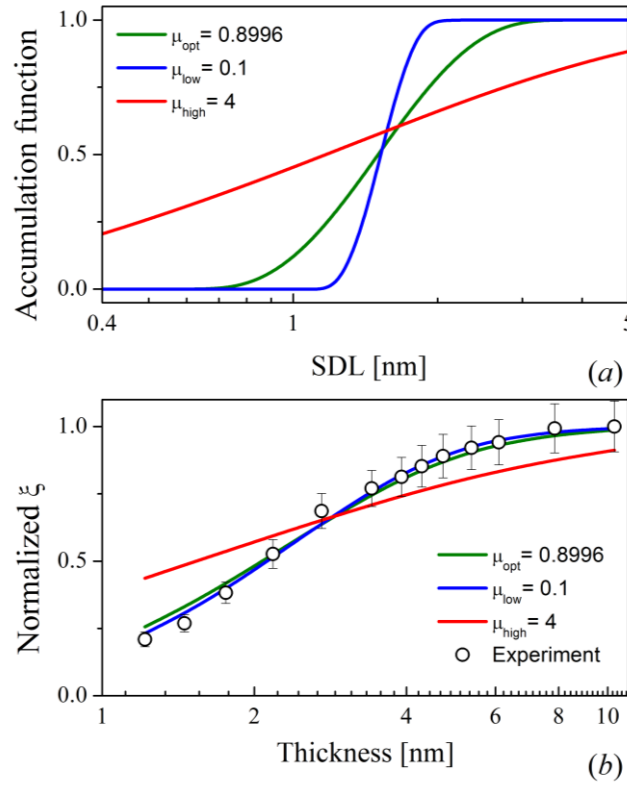 Accumulation function
1.0
0.5
0.0
μopt = 0.8996
μlow = 0.1
μhigh = 4
0.4
1
5
SDL [nm]
(a)
Normalized ξ
1.0
0.5
0.0
μopt = 0.8996
μlow = 0.1
μhigh = 4
Experiment
1
2
4
6
8
10
Thickness [nm]
(b)